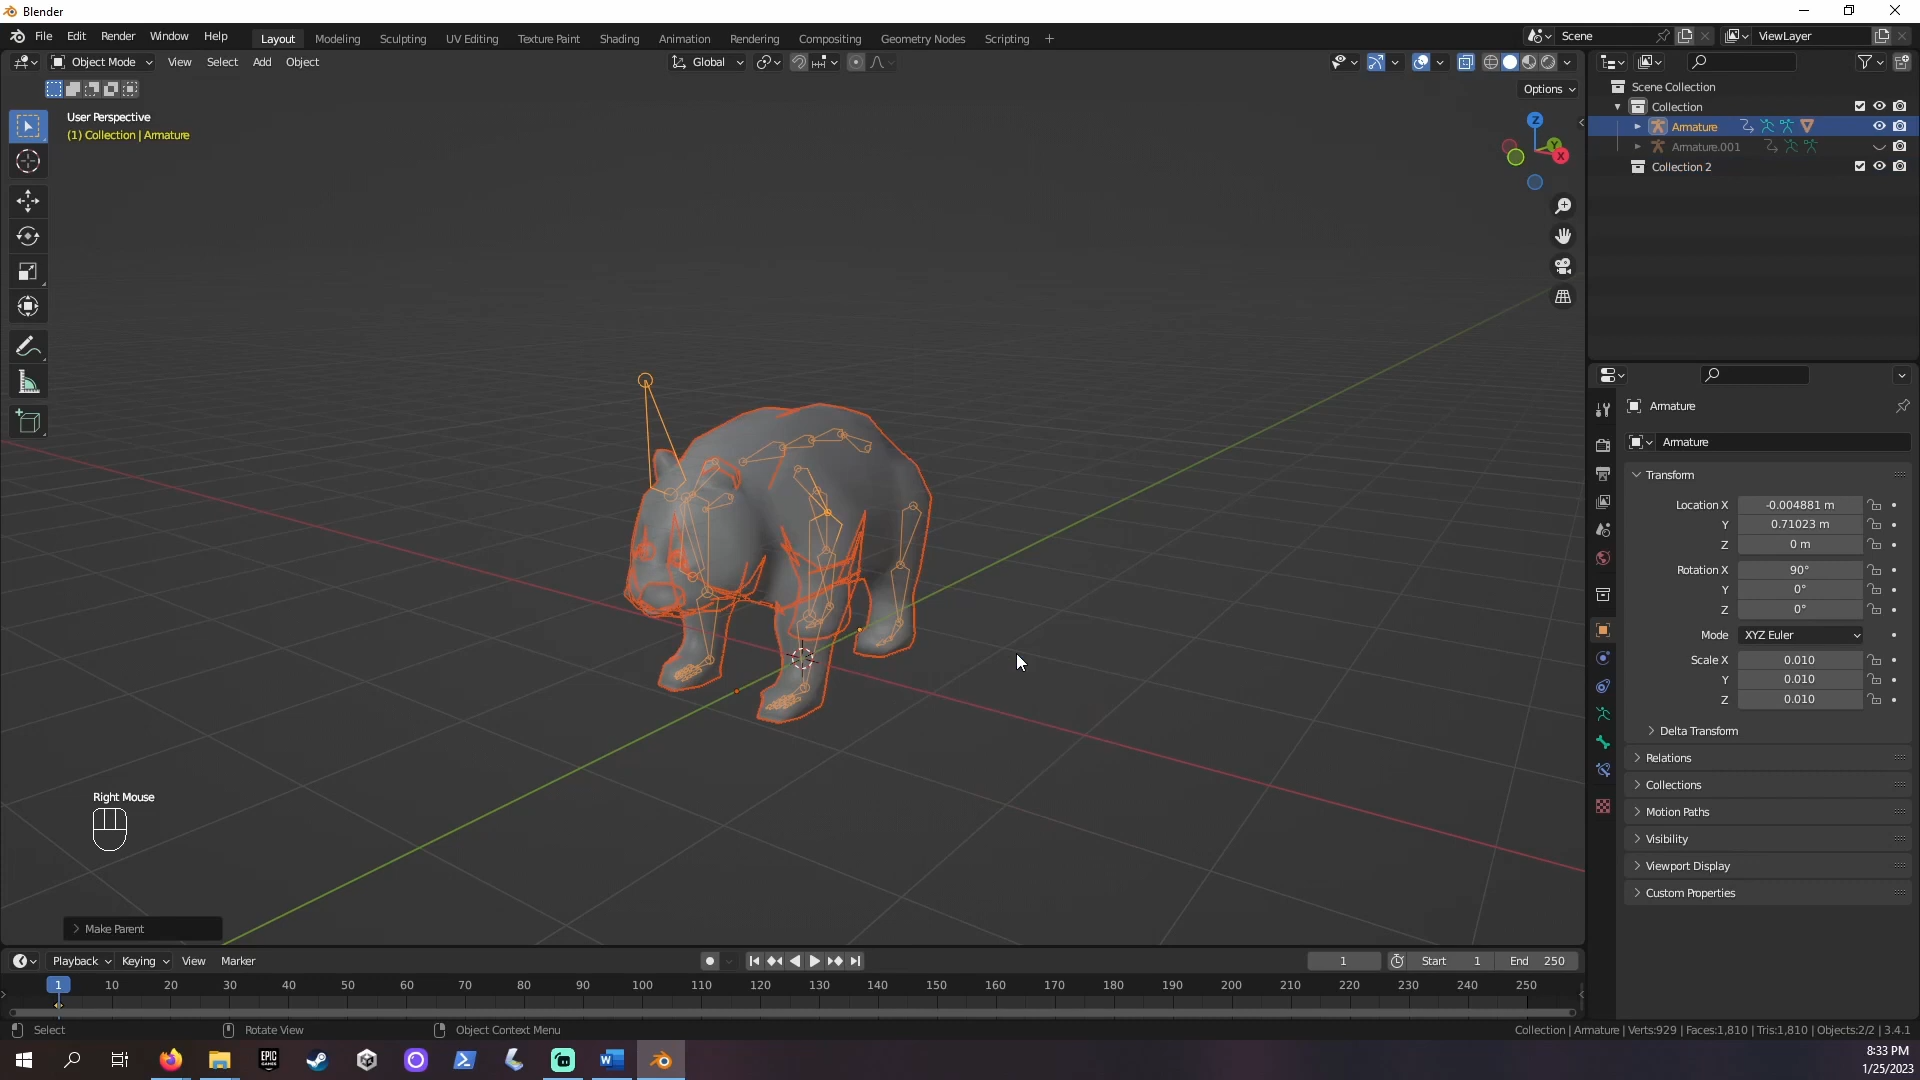 Blender
File Edit Render Window Help Layout Modeling Sculpting UV Editing Texture Paint Shading Animation Rendering Compositing Geometry Nodes Scripting + Scene ViewLayer
Object Mode View Select Add Object Global
Options
User Perspective
(1) Collection | Armature
Z
Y
X
Scene Collection
Collection
Armature
Armature.001
Collection 2
Armature
Armature
Transform
Location X -0.004881 m
Y 0.71023 m
Z 0 m
Rotation X 90°
Y 0°
Z 0°
Mode XYZ Euler
Scale X 0.010
Y 0.010
Z 0.010
Delta Transform
Relations
Collections
Motion Paths
Visibility
Viewport Display
Custom Properties
Right Mouse
Make Parent
Playback Keying View Marker 1 Start 1 End 250
1 10 20 30 40 50 60 70 80 90 100 110 120 130 140 150 160 170 180 190 200 210 220 230 240 250
Select Rotate View Object Context Menu Collection | Armature | Verts:929 | Faces:1,810 | Tris:1,810 | Objects:2/2 | 3.4.1
EPIC GAMES
W
8:33 PM
1/25/2023